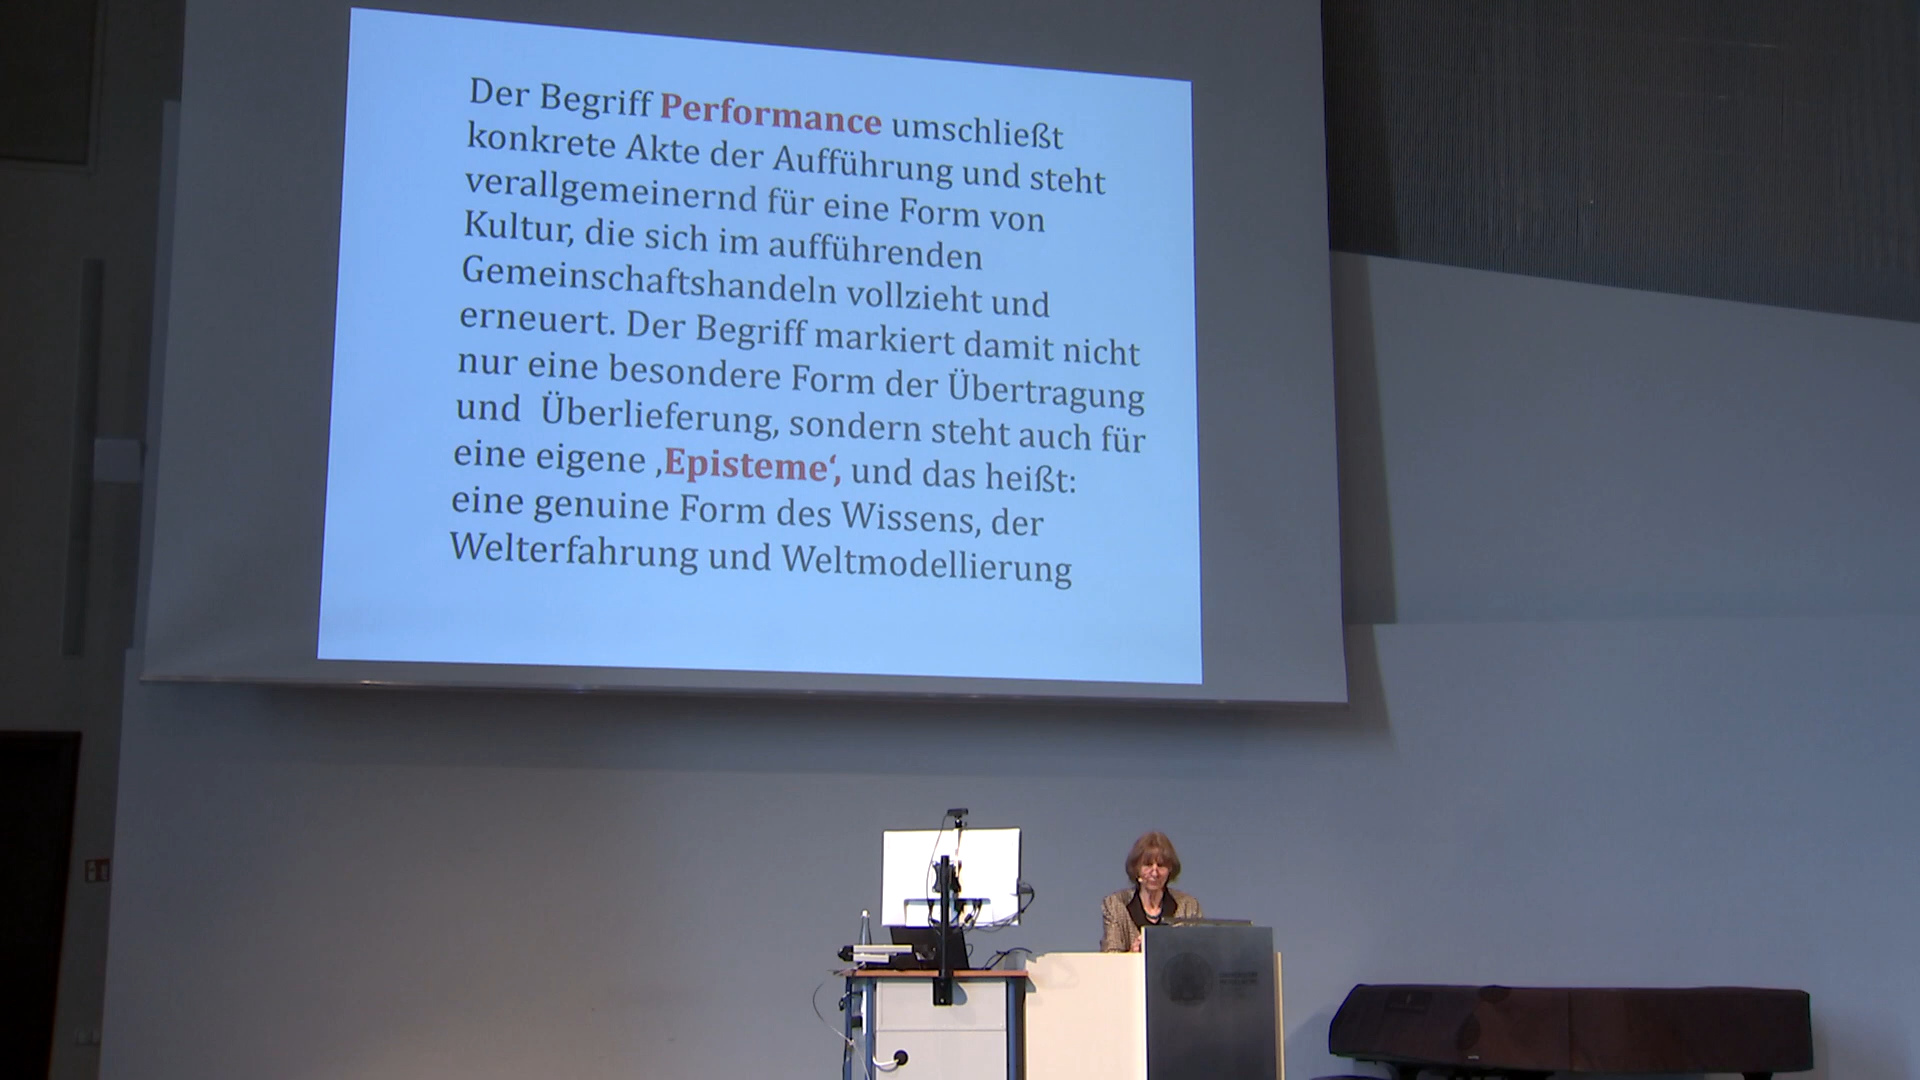 Der Begriff Performance umschließt
konkrete Akte der Aufführung und steht
verallgemeinernd für eine Form von
Kultur, die sich im aufführenden
Gemeinschaftshandeln vollzieht und
erneuert. Der Begriff markiert damit nicht
nur eine besondere Form der Übertragung
und Überlieferung, sondern steht auch für
eine eigene ‚Episteme‘, und das heißt:
eine genuine Form des Wissens, der
Welterfahrung und Weltmodellierung